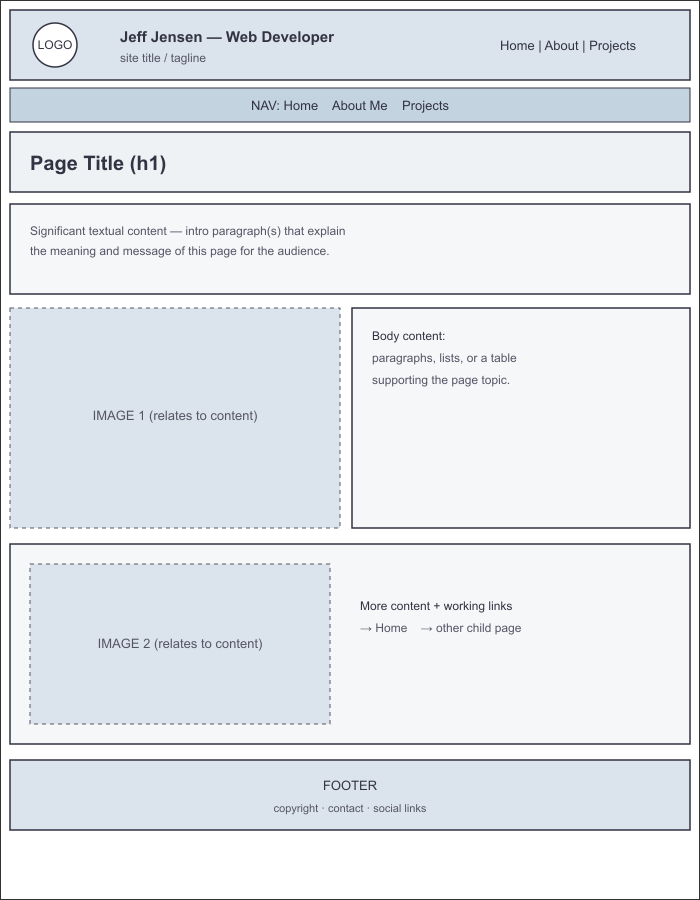 LOGO
Jeff Jensen — Web Developer
site title / tagline
Home | About | Projects
NAV: Home About Me Projects
Page Title (h1)
Significant textual content — intro paragraph(s) that explain
the meaning and message of this page for the audience.
IMAGE 1 (relates to content)
Body content:
paragraphs, lists, or a table
supporting the page topic.
IMAGE 2 (relates to content)
More content + working links
→ Home → other child page
FOOTER
copyright · contact · social links